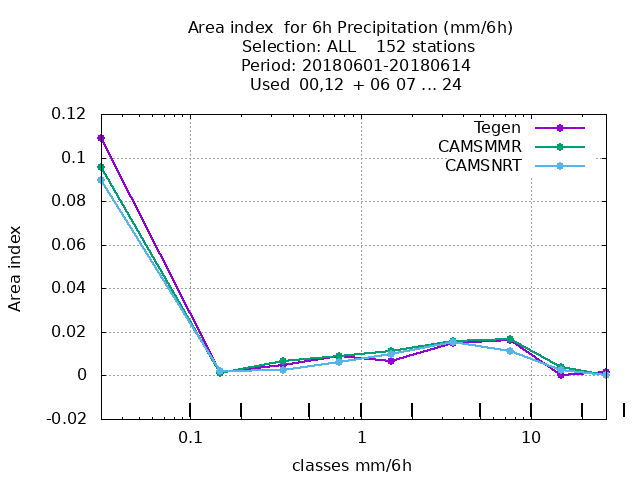 Area index  for 6h Precipitation (mm/6h)
Selection: ALL    152 stations
Period: 20180601-20180614
Used  00,12  + 06 07 ... 24
Tegen
CAMSMMR
CAMSNRT
0.12
0.1
0.08
0.06
0.04
0.02
0
-0.02
Area index
0.1
1
10
classes mm/6h